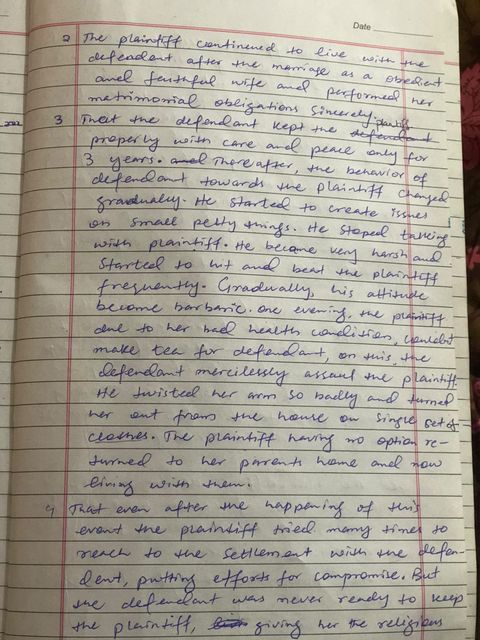 Date
2 The plaintiff continued to live with the
defendent after the marriage as a obedient
and faithful wife and performed her
matrimonial obligations sincerely.
plaintiff
3. That the defendant kept the defendant
properly with care and peace only for
3 years. and Thereafter, the behavior of
defendant towards the plaintiff changed
gradually. He started to create issues
on small petty things. He stoped talking
with plaintiff. He become very harsh and
started to hit and beat the plaintiff
frequently. Gradually, his attitude
become barbaric. one evening, the plaintiff
due to her bad health condition, couldn't
make tea for defendant, on this, the
defendant mercilessly assaul the plaintiff.
He twisted her arm so badly and turned
her out from the house on single set of
clothes. The plaintiff having no option re-
turned to her parents home and now
living with them.
4 That even after the happening of this
event the plaintiff tried many times to
reach to the settlement with the defen-
dent, putting efforts for compromise. But
the defendant was never ready to keep
the plaintiff, giving her the religious